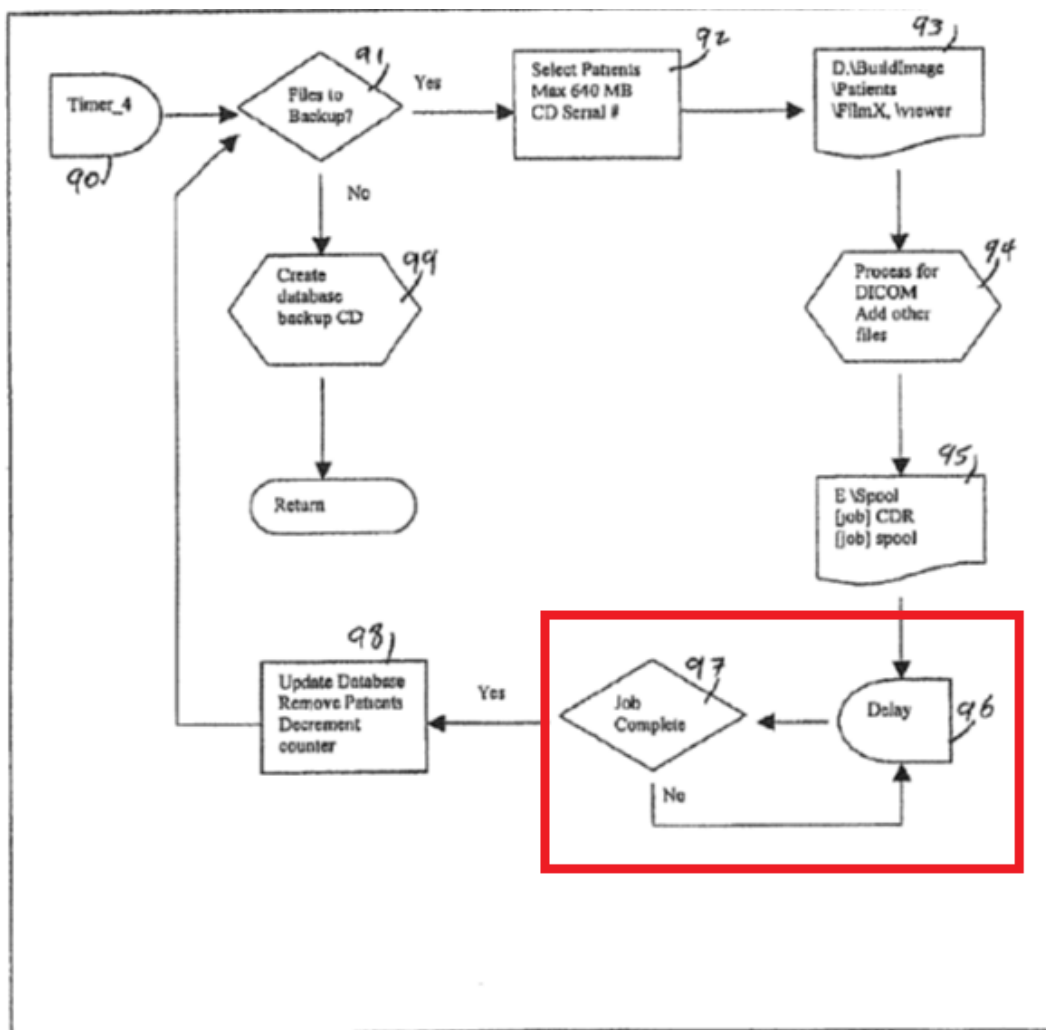 Timer_4
90
Files to
Backup?
91
Yes
No
Select Patients
Max 640 MB
CD Serial #
92
D.\BuildImage
\Patients
\FilmX, \viewer
93
Process for
DICOM
Add other
files
94
E \Spool
[job] CDR
[job] spool
95
Delay
96
Job
Complete
97
No
Yes
Update Database
Remove Patients
Decrement
counter
98
Create
database
backup CD
99
Return